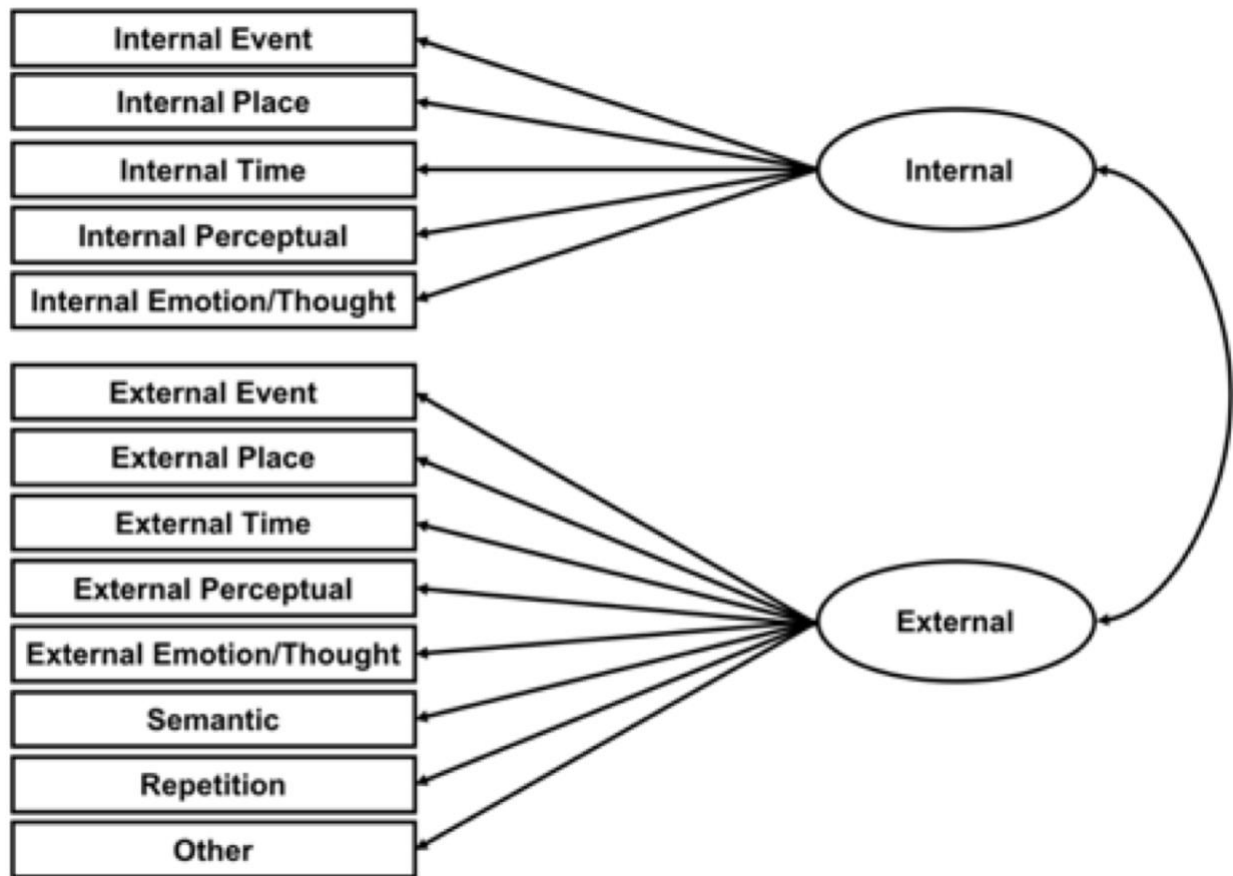 Internal Event
Internal Place
Internal Time
Internal Perceptual
Internal Emotion/Thought
Internal
External Event
External Place
External Time
External Perceptual
External Emotion/Thought
Semantic
Repetition
Other
External